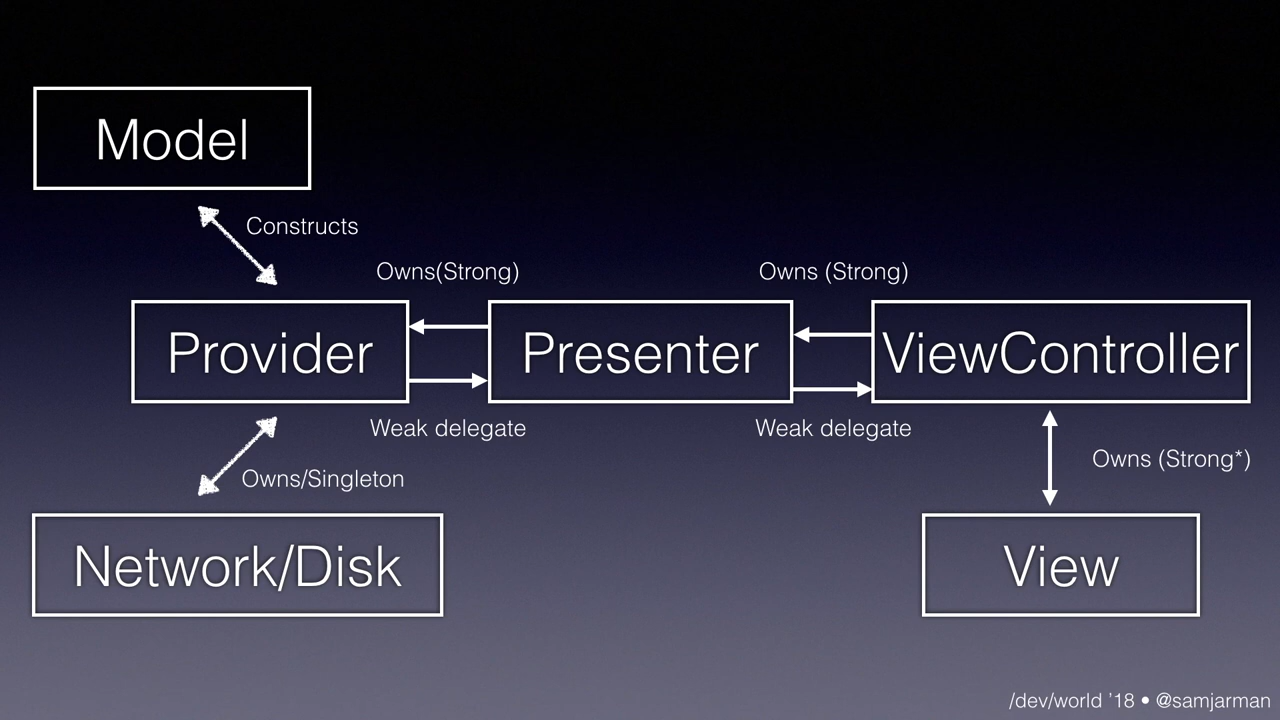 Model
Constructs
Owns(Strong)
Owns (Strong)
Provider
Presenter
ViewController
Weak delegate
Weak delegate
Owns (Strong*)
Owns/Singleton
Network/Disk
View
/dev/world ’18 • @samjarman